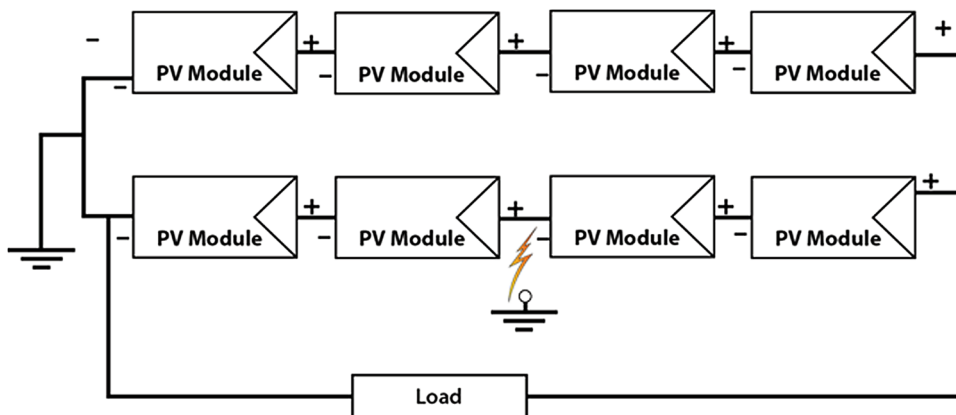 - +
+ + +
PV Module PV Module PV Module PV Module
- - - -
+ + + +
PV Module PV Module PV Module PV Module
- - - -
Load